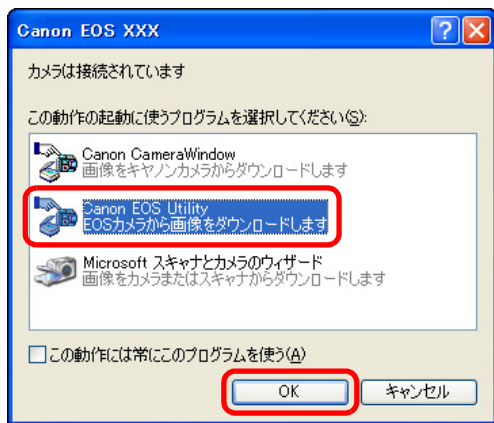 Canon EOS XXX
カメラは接続されています
この動作の起動に使うプログラムを選択してください(S):
Canon CameraWindow
画像をキヤノンカメラからダウンロードします
Canon EOS Utility
EOSカメラから画像をダウンロードします
Microsoft スキャナとカメラのウィザード
画像をカメラまたはスキャナからダウンロードします
この動作には常にこのプログラムを使う(A)
OK
キャンセル